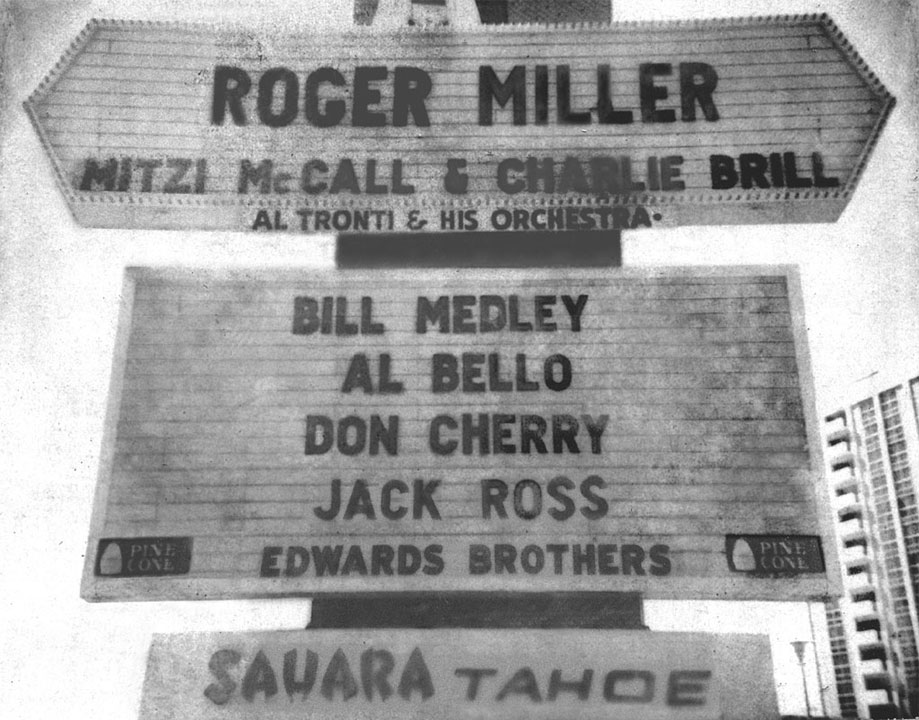 ROGER MILLER
MITZI McCALL & CHARLIE BRILL
AL TRONTI & HIS ORCHESTRA•
BILL MEDLEY
AL BELLO
DON CHERRY
JACK ROSS
EDWARDS BROTHERS
PINE
CONE
PINE
CONE
SAHARA TAHOE